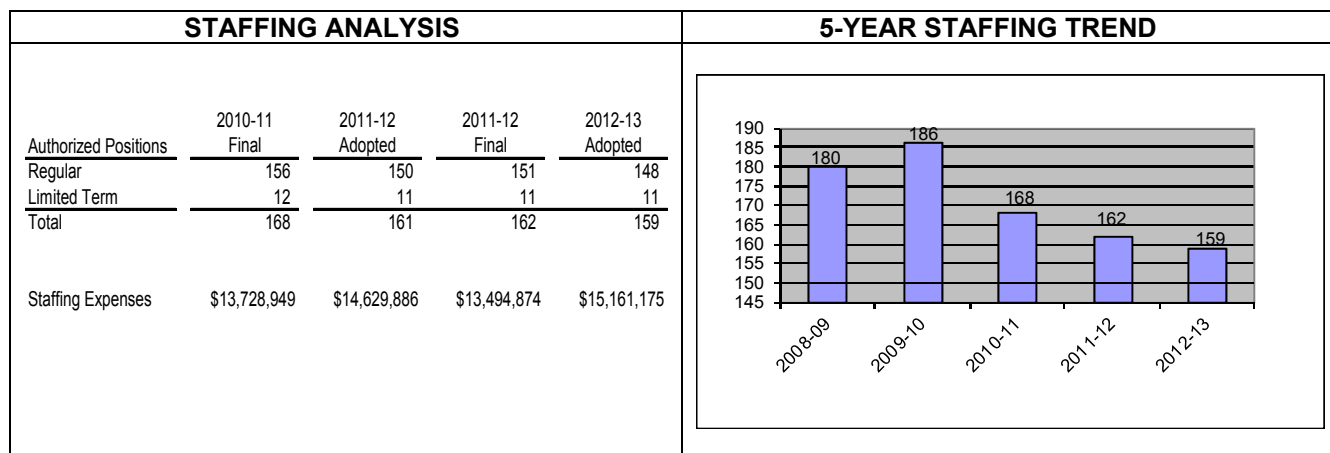 STAFFING ANALYSIS
2010-11 2011-12 2011-12 2012-13
Authorized Positions Final Adopted Final Adopted
Regular 156 150 151 148
Limited Term 12 11 11 11
Total 168 161 162 159
Staffing Expenses $13,728,949 $14,629,886 $13,494,874 $15,161,175
5-YEAR STAFFING TREND
190
185
180
175
170
165
160
155
150
145
180
186
168
162
159
2008-09
2009-10
2010-11
2011-12
2012-13